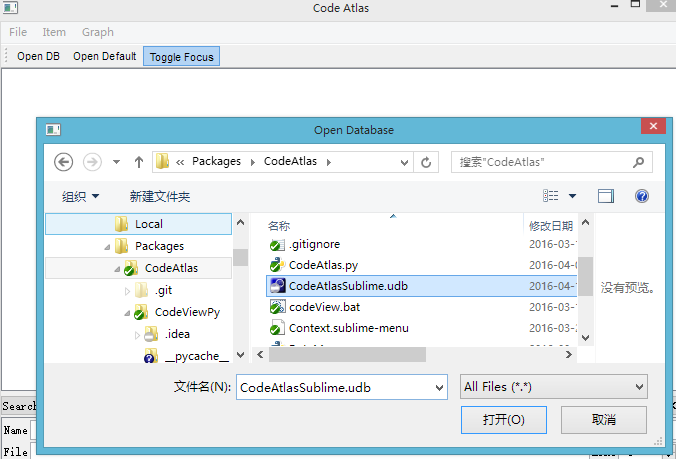 Code Atlas
File Item Graph
Open DB Open Default Toggle Focus
Open Database
« Packages CodeAtlas 搜索"CodeAtlas"
组织 新建文件夹
Local
Packages
CodeAtlas
.git
CodeViewPy
.idea
__pycache__
名称 修改日期
.gitignore 2016-03-1
CodeAtlas.py 2016-04-0
CodeAtlasSublime.udb 2016-04-1
codeView.bat 2016-03-1
Context.sublime-menu 2016-03-2
没有预览。
文件名(N): CodeAtlasSublime.udb All Files (*.*)
打开(O) 取消
Search
Name
File